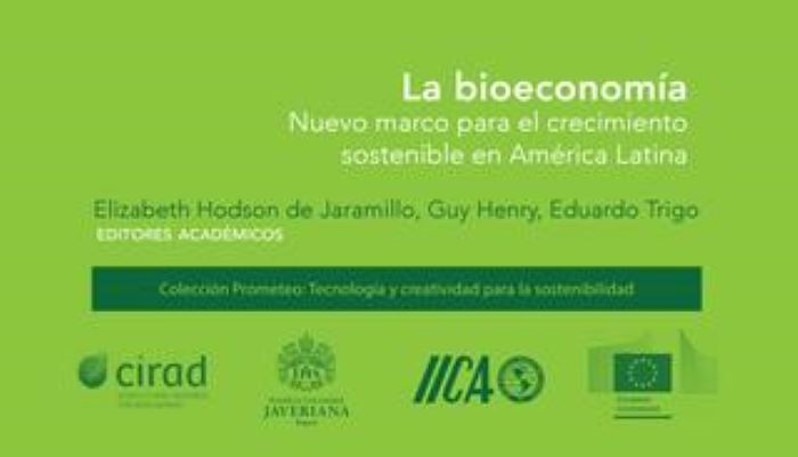 La bioeconomía
Nuevo marco para el crecimiento
sostenible en América Latina
Elizabeth Hodson de Jaramillo, Guy Henry, Eduardo Trigo
EDITORES ACADÉMICOS
Colección Prometeo: Tecnología y creatividad para la sostenibilidad
cirad
JAVERIANA
IICA